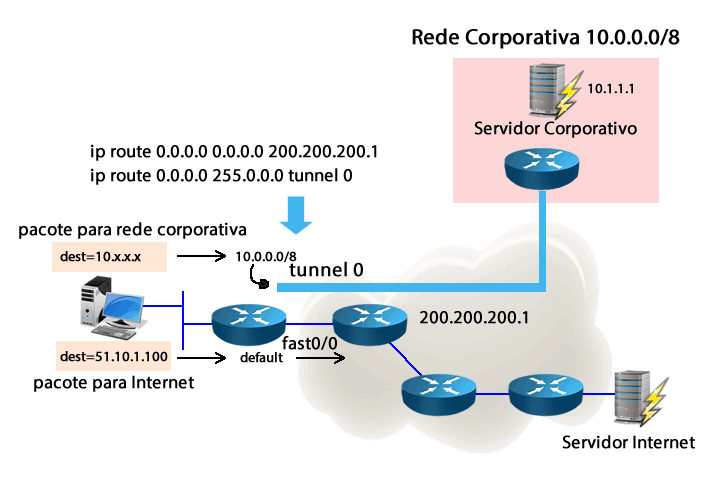 Rede Corporativa 10.0.0.0/8
10.1.1.1
Servidor Corporativo
ip route 0.0.0.0 0.0.0.0 200.200.200.1
ip route 0.0.0.0 255.0.0.0 tunnel 0
pacote para rede corporativa
dest=10.x.x.x
10.0.0.0/8
tunnel 0
200.200.200.1
fast0/0
dest=51.10.1.100
default
pacote para Internet
Servidor Internet